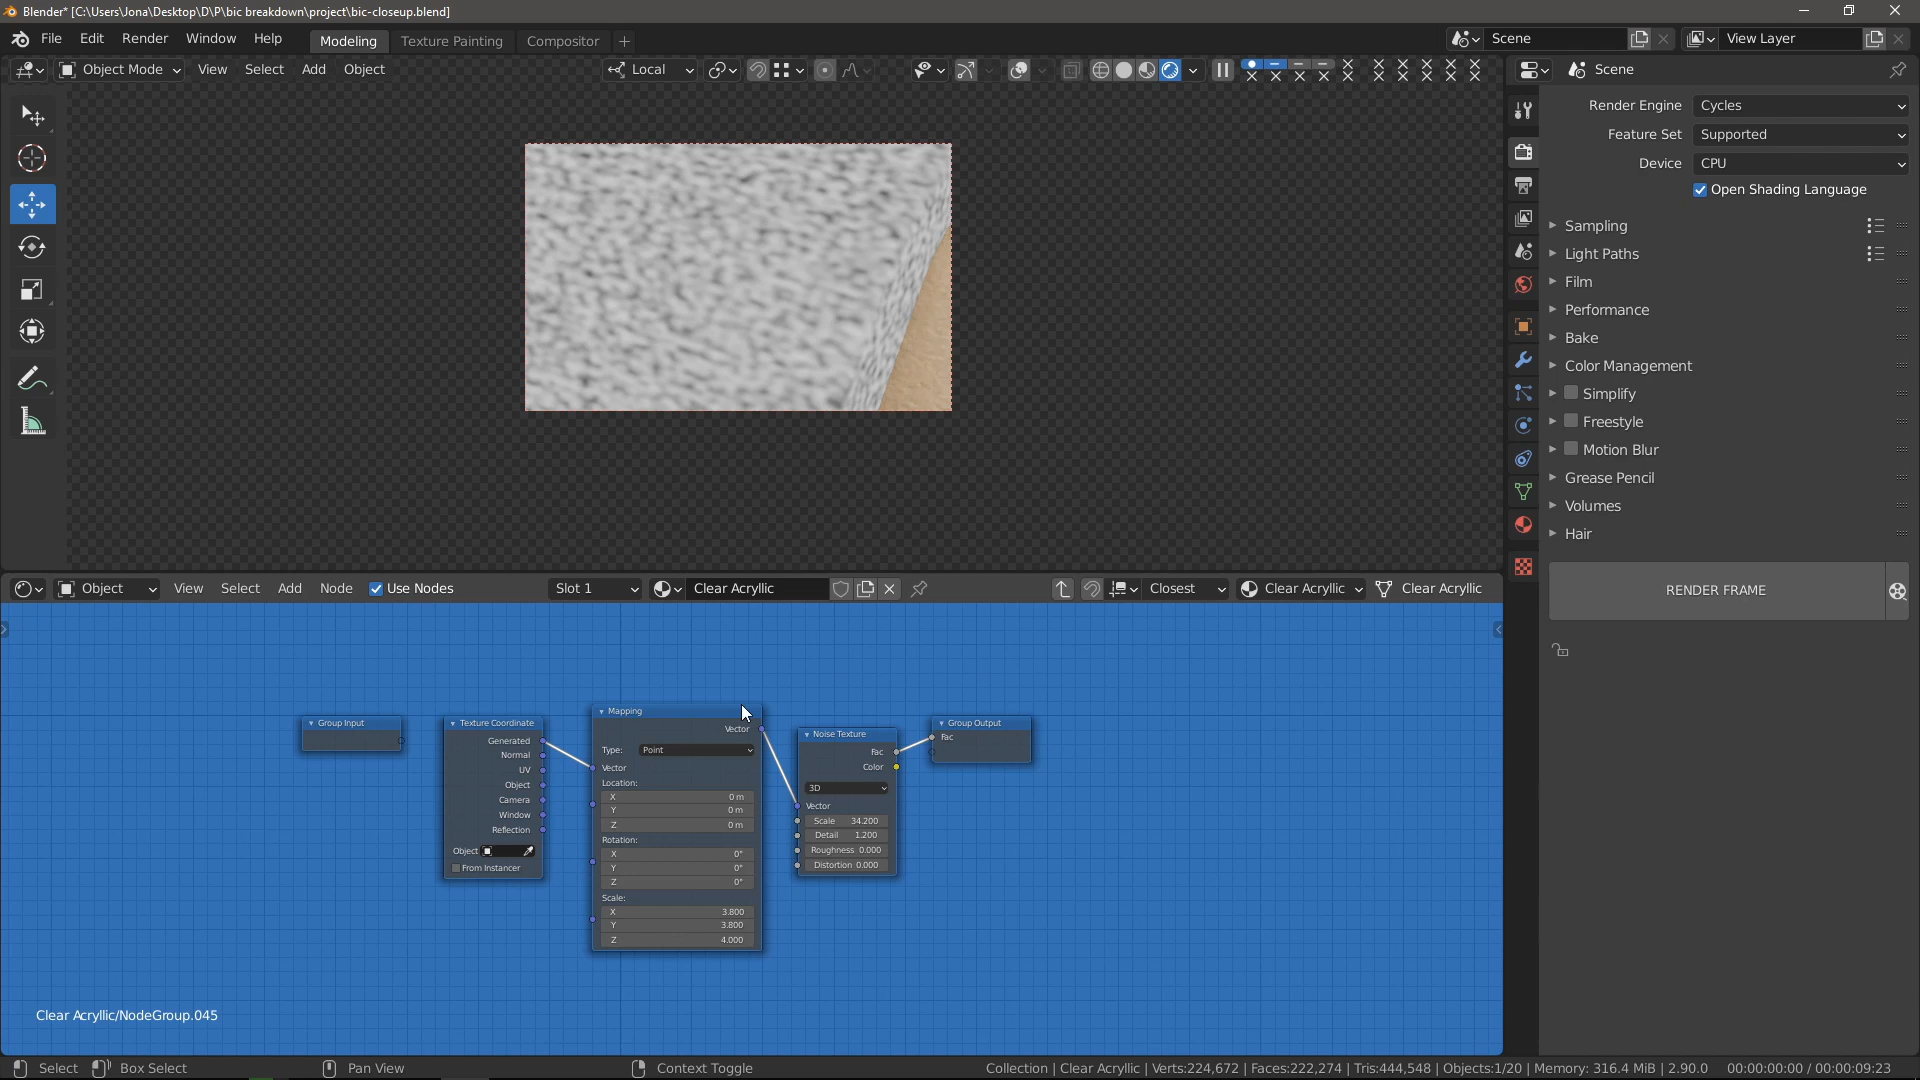 Blender* [C:\Users\Jona\Desktop\D\P\bic breakdown\project\bic-closeup.blend]
File Edit Render Window Help Modeling Texture Painting Compositor + Scene View Layer
Object Mode View Select Add Object Local Scene
Render Engine Cycles
Feature Set Supported
Device CPU
Open Shading Language
Sampling
Light Paths
Film
Performance
Bake
Color Management
Simplify
Freestyle
Motion Blur
Grease Pencil
Volumes
Hair
RENDER FRAME
Object View Select Add Node Use Nodes Slot 1 Clear Acryllic Closest Clear Acryllic Clear Acryllic
Group Input
Texture Coordinate
Generated
Normal
UV
Object
Camera
Window
Reflection
Object
From Instancer
Mapping
Vector
Type: Point
Vector
Location:
X 0 m
Y 0 m
Z 0 m
Rotation:
X 0°
Y 0°
Z 0°
Scale:
X 3.800
Y 3.800
Z 4.000
Noise Texture
Fac
Color
3D
Vector
Scale 34.200
Detail 1.200
Roughness 0.000
Distortion 0.000
Group Output
Fac
Clear Acryllic/NodeGroup.045
Select Box Select Pan View Context Toggle Collection | Clear Acryllic | Verts:224,672 | Faces:222,274 | Tris:444,548 | Objects:1/20 | Memory: 316.4 MiB | 2.90.0 00:00:00:00 / 00:00:09:23